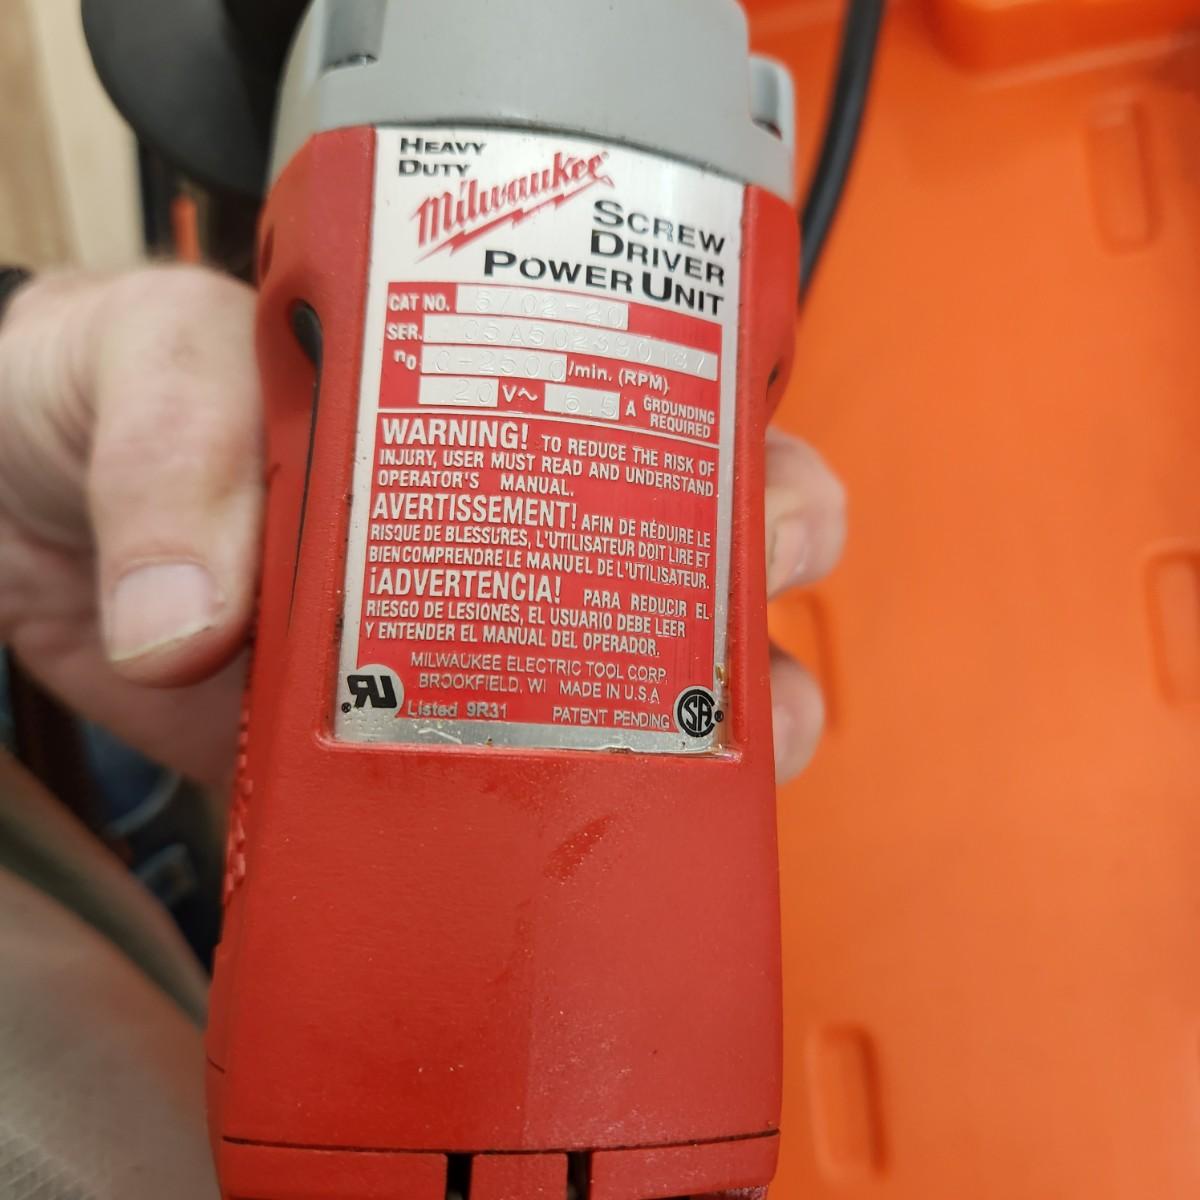 HEAVY
DUTY
Milwaukee®
SCREW
DRIVER
POWER UNIT
CAT NO. 5702-20
SER.
n₀ 0-2500 /min. (RPM)
20 V~ 6.5 A GROUNDING
REQUIRED
WARNING! TO REDUCE THE RISK OF
INJURY, USER MUST READ AND UNDERSTAND
OPERATOR'S MANUAL.
AVERTISSEMENT! AFIN DE RÉDUIRE LE
RISQUE DE BLESSURES, L'UTILISATEUR DOIT LIRE ET
BIEN COMPRENDRE LE MANUEL DE L'UTILISATEUR.
¡ADVERTENCIA! PARA REDUCIR EL
RIESGO DE LESIONES, EL USUARIO DEBE LEER
Y ENTENDER EL MANUAL DEL OPERADOR.
MILWAUKEE ELECTRIC TOOL CORP.
BROOKFIELD, WI MADE IN U.S.A
Listed 9R31 PATENT PENDING
SA®